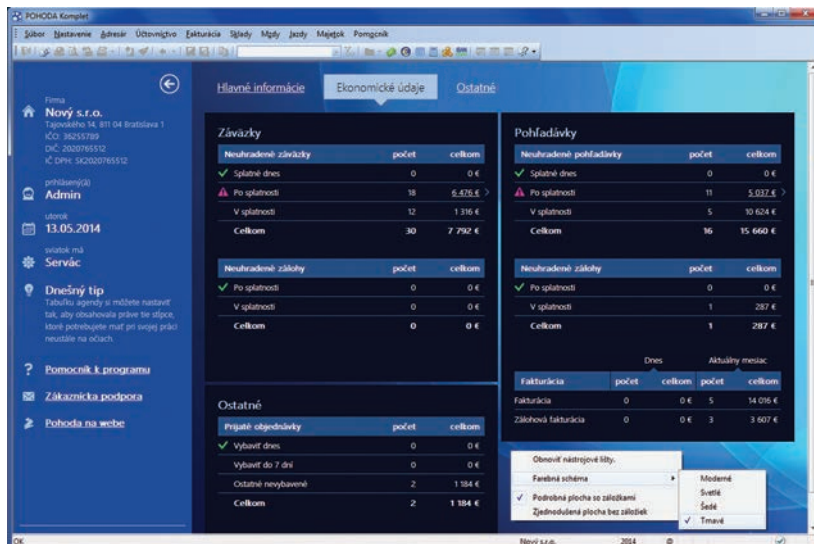 POHODA Komplet
Súbor Nastavenie Adresár Účtovníctvo Fakturácia Sklady Mzdy Jazdy Majetok Pomocník
Firma
Nový s.r.o.
Tajovského 14, 811 04 Bratislava 1
IČO: 36255789
DIČ: 2020765512
IČ DPH: SK2020765512
prihlásený(á)
Admin
utorok
13.05.2014
sviatok má
Servác
Dnešný tip
Tabuľku agendy si môžete nastaviť
tak, aby obsahovala práve tie stĺpce,
ktoré potrebujete mať pri svojej práci
neustále na očiach.
Pomocník k programu
Zákaznícka podpora
Pohoda na webe
Hlavné informácie Ekonomické údaje Ostatné
Záväzky
Neuhradené záväzky počet celkom
Splatné dnes 0 0 €
Po splatnosti 18 6 476 €
V splatnosti 12 1 316 €
Celkom 30 7 792 €
Neuhradené zálohy počet celkom
Po splatnosti 0 0 €
V splatnosti 0 0 €
Celkom 0 0 €
Ostatné
Prijaté objednávky počet celkom
Vybaviť dnes 0 0 €
Vybaviť do 7 dní 0 0 €
Ostatné nevybavené 2 1 184 €
Celkom 2 1 184 €
Pohľadávky
Neuhradené pohľadávky počet celkom
Splatné dnes 0 0 €
Po splatnosti 11 5 037 €
V splatnosti 5 10 624 €
Celkom 16 15 660 €
Neuhradené zálohy počet celkom
Po splatnosti 0 0 €
V splatnosti 1 287 €
Celkom 1 287 €
Dnes Aktuálny mesiac
Fakturácia počet celkom počet celkom
Fakturácia 0 0 € 5 14 016 €
Zálohová fakturácia 0 0 € 3 3 607 €
Obnoviť nástrojové lišty.
Farebná schéma
Podrobná plocha so záložkami
Zjednodušená plocha bez záložiek
Moderné
Svetlé
Šedé
Tmavé
OK Nový s.r.o. 2014 @